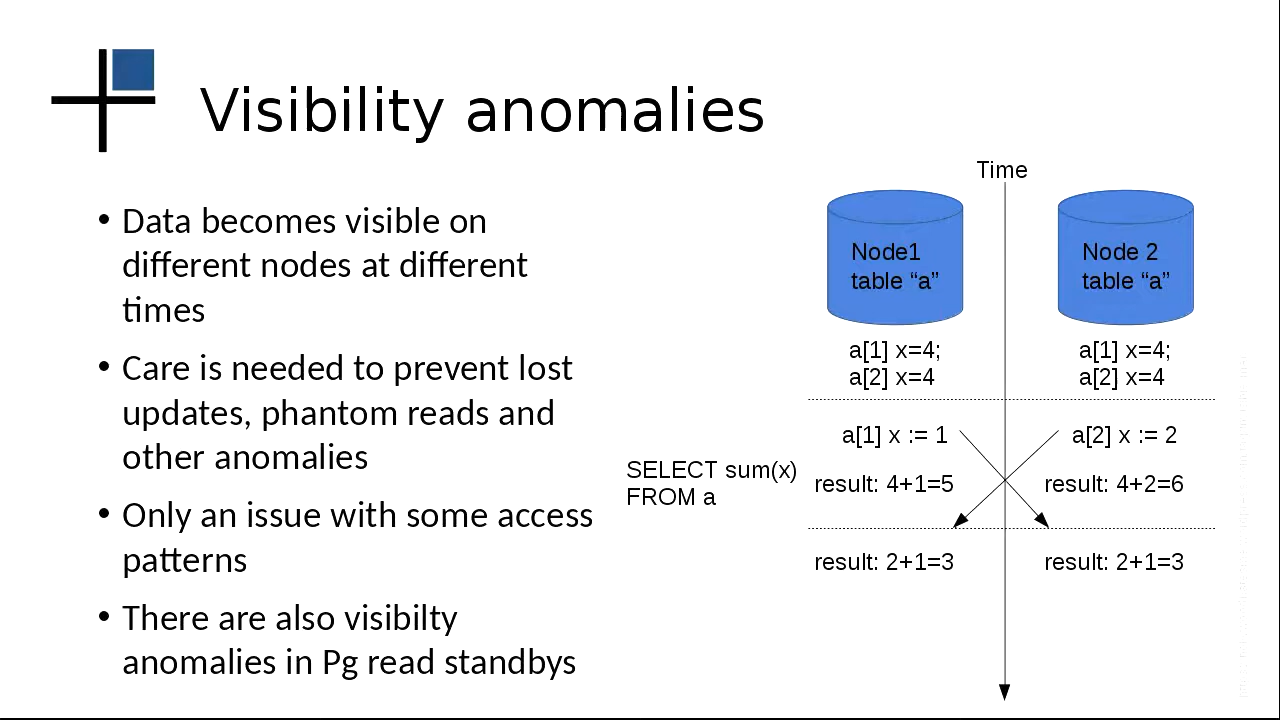 Visibility anomalies
• Data becomes visible on
different nodes at different
times
• Care is needed to prevent lost
updates, phantom reads and
other anomalies
• Only an issue with some access
patterns
• There are also visibilty
anomalies in Pg read standbys
Time
Node1
table “a”
Node 2
table “a”
a[1] x=4;
a[2] x=4
a[1] x=4;
a[2] x=4
a[1] x := 1
a[2] x := 2
SELECT sum(x)
FROM a
result: 4+1=5
result: 4+2=6
result: 2+1=3
result: 2+1=3